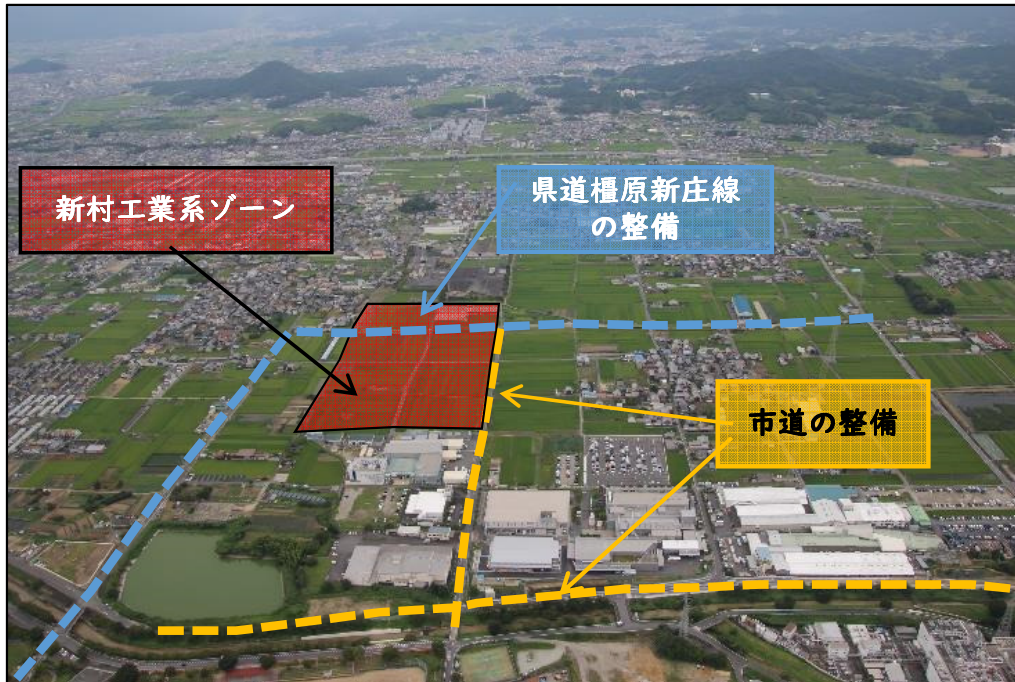 新村工業系ゾーン
県道橿原新庄線
の整備
市道の整備